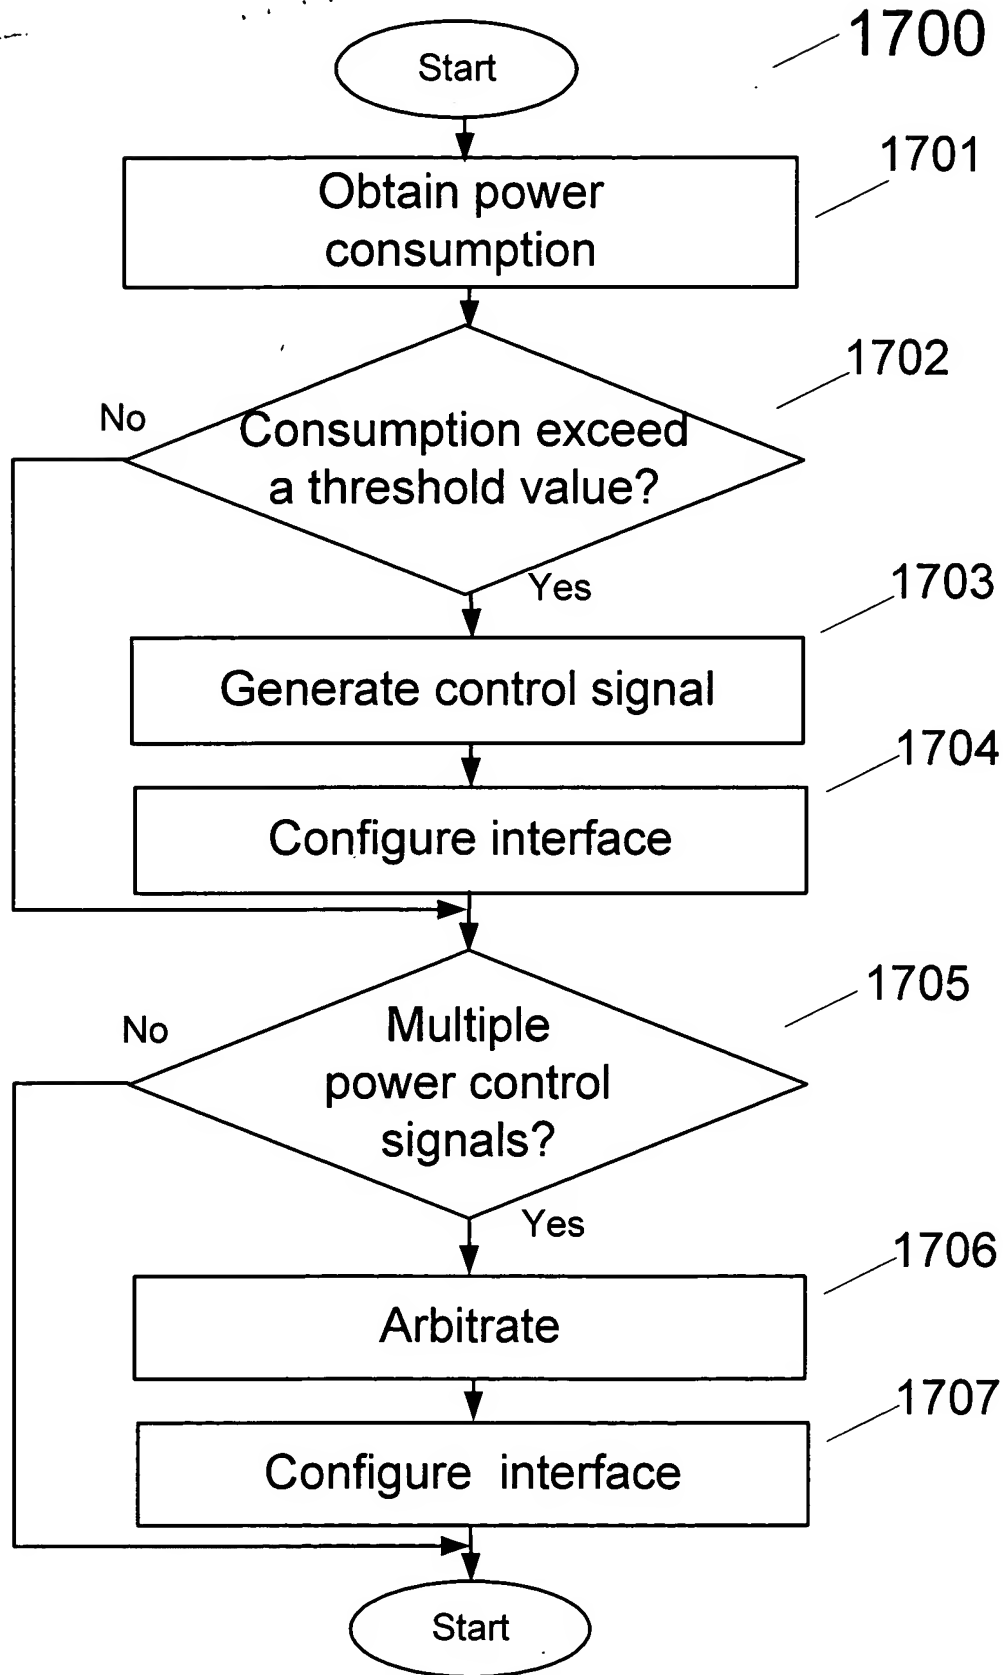 1700
Start
1701
Obtain power
consumption
1702
No
Consumption exceed
a threshold value?
Yes
1703
Generate control signal
1704
Configure interface
1705
No
Multiple
power control
signals?
Yes
1706
Arbitrate
1707
Configure interface
Start